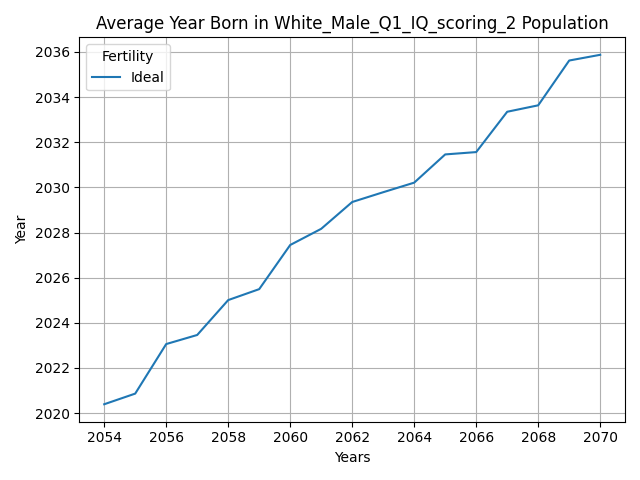 Average Year Born in White_Male_Q1_IQ_scoring_2 Population
Fertility
Ideal
Year
2036
2034
2032
2030
2028
2026
2024
2022
2020
2054 2056 2058 2060 2062 2064 2066 2068 2070
Years